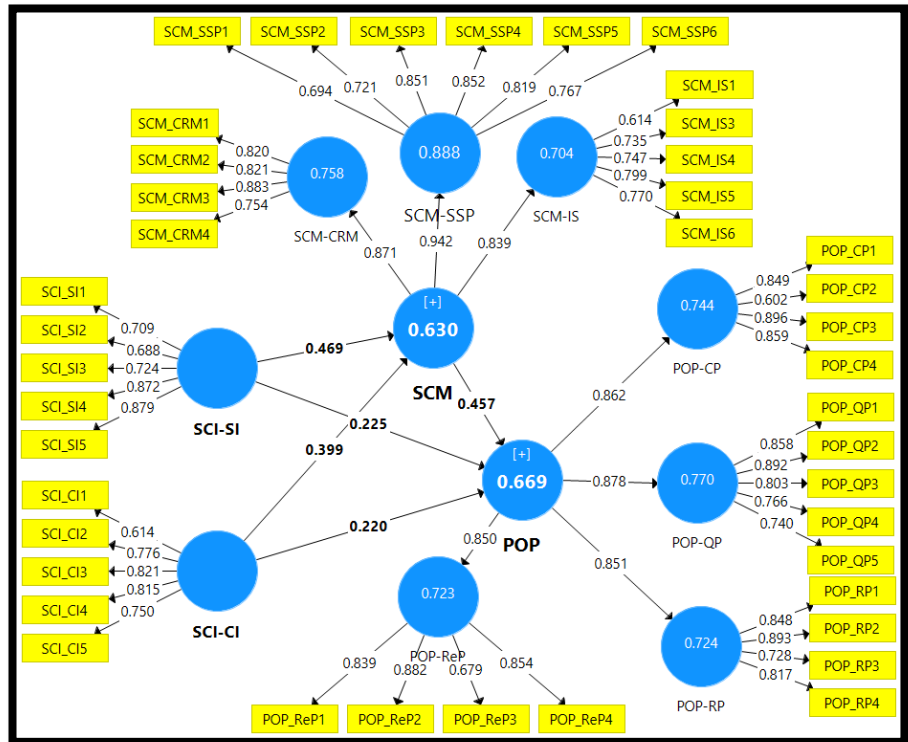 SCM_SSP1 SCM_SSP2 SCM_SSP3 SCM_SSP4 SCM_SSP5 SCM_SSP6
0.694 0.721 0.851 0.852 0.819 0.767
SCM_CRM1
SCM_CRM2
SCM_CRM3
SCM_CRM4
0.820
0.821
0.883
0.754
0.758
SCM-CRM
0.888
SCM-SSP
0.704
SCM-IS
0.614
0.735
0.747
0.799
0.770
SCM_IS1
SCM_IS3
SCM_IS4
SCM_IS5
SCM_IS6
0.871
0.942
0.839
SCI_SI1
SCI_SI2
SCI_SI3
SCI_SI4
SCI_SI5
0.709
0.688
0.724
0.872
0.879
SCI-SI
0.469
[+]
0.630
SCM
0.225
0.399
0.457
SCI_CI1
SCI_CI2
SCI_CI3
SCI_CI4
SCI_CI5
0.614
0.776
0.821
0.815
0.750
SCI-CI
0.220
[+]
0.669
POP
0.862
0.744
POP-CP
0.849
0.602
0.896
0.859
POP_CP1
POP_CP2
POP_CP3
POP_CP4
0.878
0.770
POP-QP
0.858
0.892
0.803
0.766
0.740
POP_QP1
POP_QP2
POP_QP3
POP_QP4
POP_QP5
0.851
0.724
POP-RP
0.848
0.893
0.728
0.817
POP_RP1
POP_RP2
POP_RP3
POP_RP4
0.850
0.723
POP-ReP
0.839 0.882 0.679 0.854
POP_ReP1 POP_ReP2 POP_ReP3 POP_ReP4